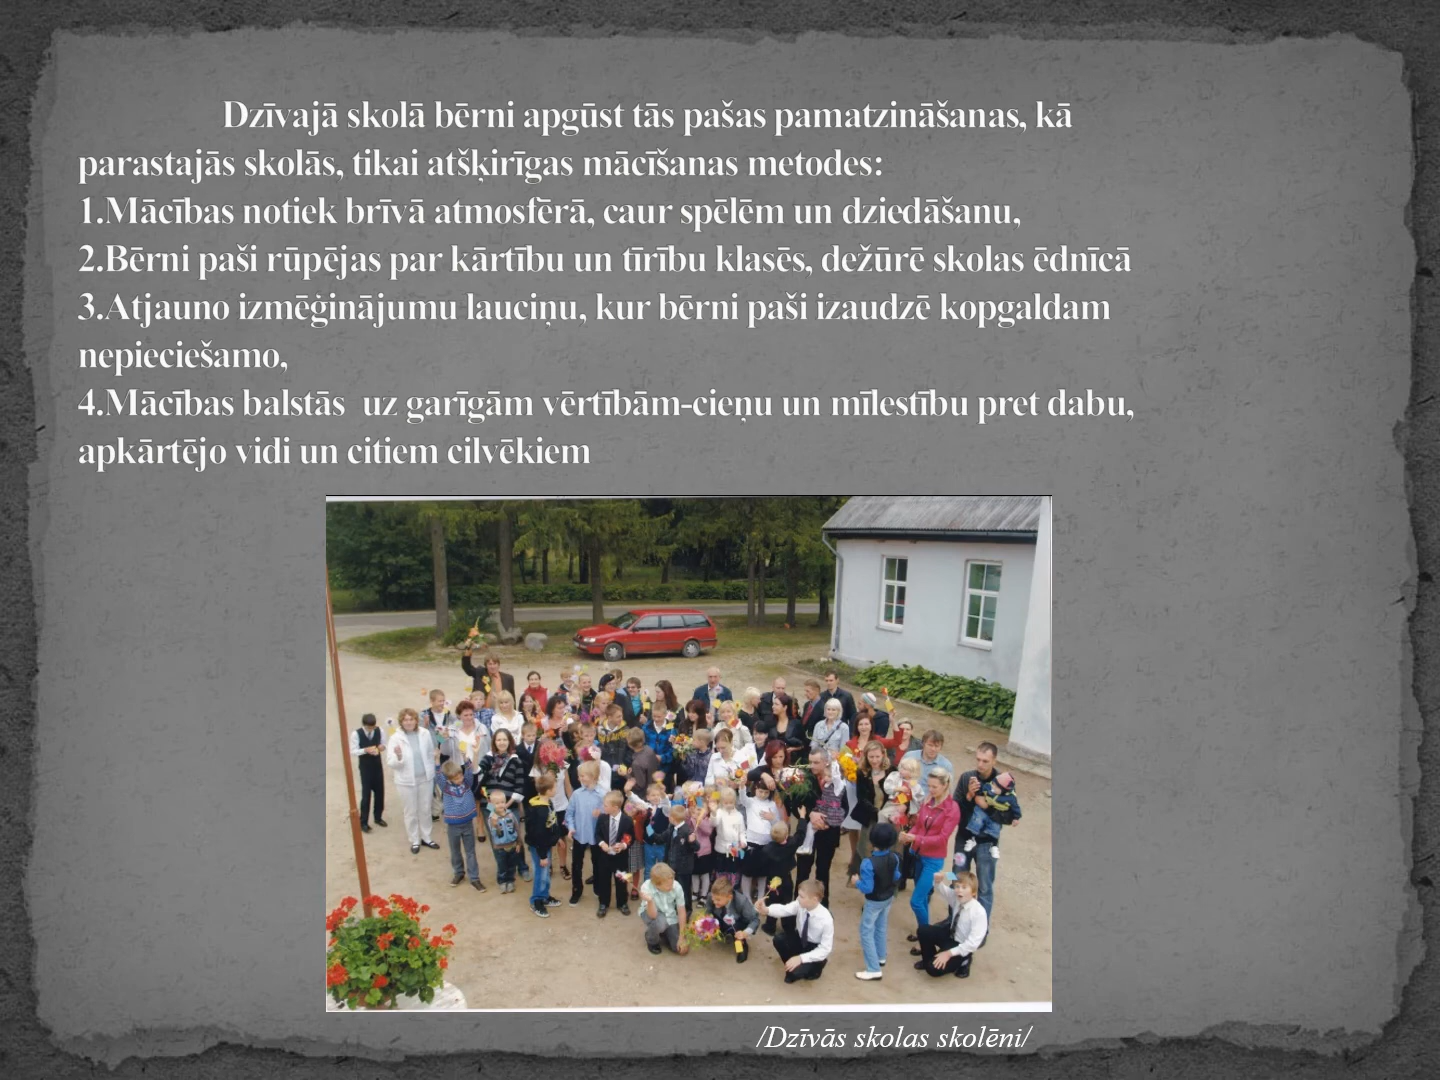 Dzīvajā skolā bērni apgūst tās pašas pamatzināšanas, kā
parastajās skolās, tikai atšķirīgas mācīšanas metodes:
1.Mācības notiek brīvā atmosfērā, caur spēlēm un dziedāšanu,
2.Bērni paši rūpējas par kārtību un tīrību klasēs, dežūrē skolas ēdnīcā
3.Atjauno izmēģinājumu lauciņu, kur bērni paši izaudzē kopgaldam
nepieciešamo,
4.Mācības balstās  uz garīgām vērtībām-cieņu un mīlestību pret dabu,
apkārtējo vidi un citiem cilvēkiem
/Dzīvās skolas skolēni/